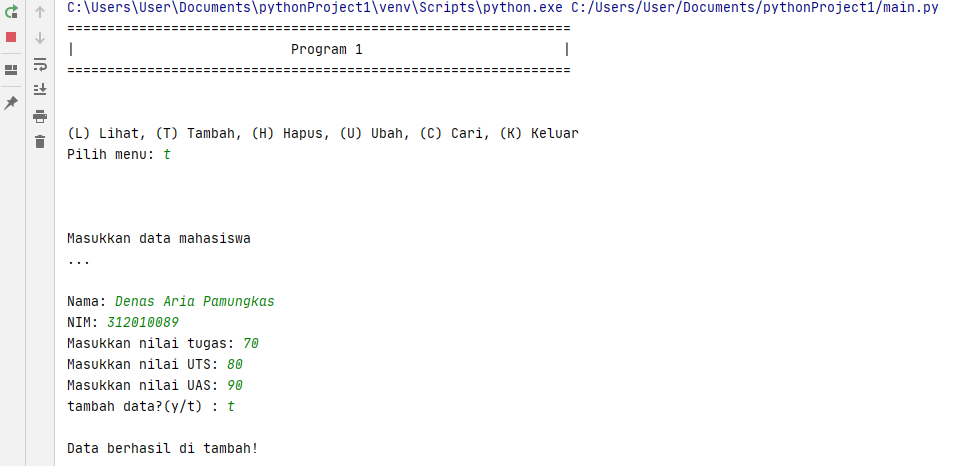 C:\Users\User\Documents\pythonProject1\venv\Scripts\python.exe C:/Users/User/Documents/pythonProject1/main.py
===============================================================
|                           Program 1                         |
===============================================================
(L) Lihat, (T) Tambah, (H) Hapus, (U) Ubah, (C) Cari, (K) Keluar
Pilih menu: t
Masukkan data mahasiswa
...
Nama: Denas Aria Pamungkas
NIM: 312010089
Masukkan nilai tugas: 70
Masukkan nilai UTS: 80
Masukkan nilai UAS: 90
tambah data?(y/t) : t
Data berhasil di tambah!